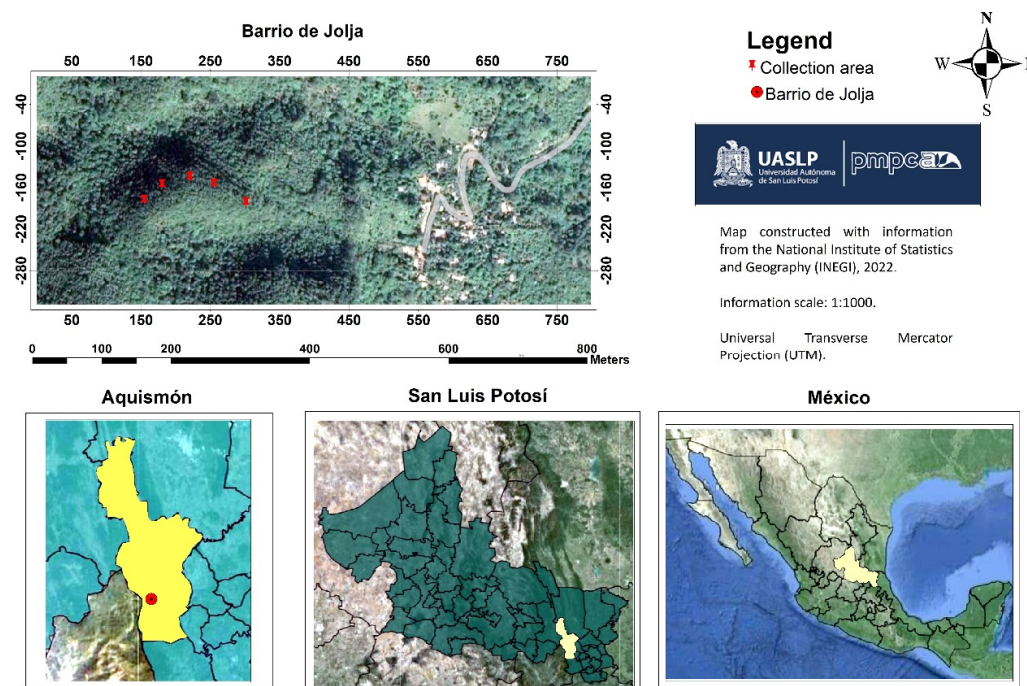 Barrio de Jolja
50 150 250 350 450 550 650 750
-40
-100
-160
-220
-280
-40
-100
-160
-220
-280
50 150 250 350 450 550 650 750
0 100 200 400 600 800
Meters
Legend
Collection area
Barrio de Jolja
N
W
S
UASLP
Universidad Autónoma
de San Luis Potosí
pmpca
Map constructed with information
from the National Institute of Statistics
and Geography (INEGI), 2022.
Information scale: 1:1000.
Universal Transverse Mercator
Projection (UTM).
Aquismón
San Luis Potosí
México